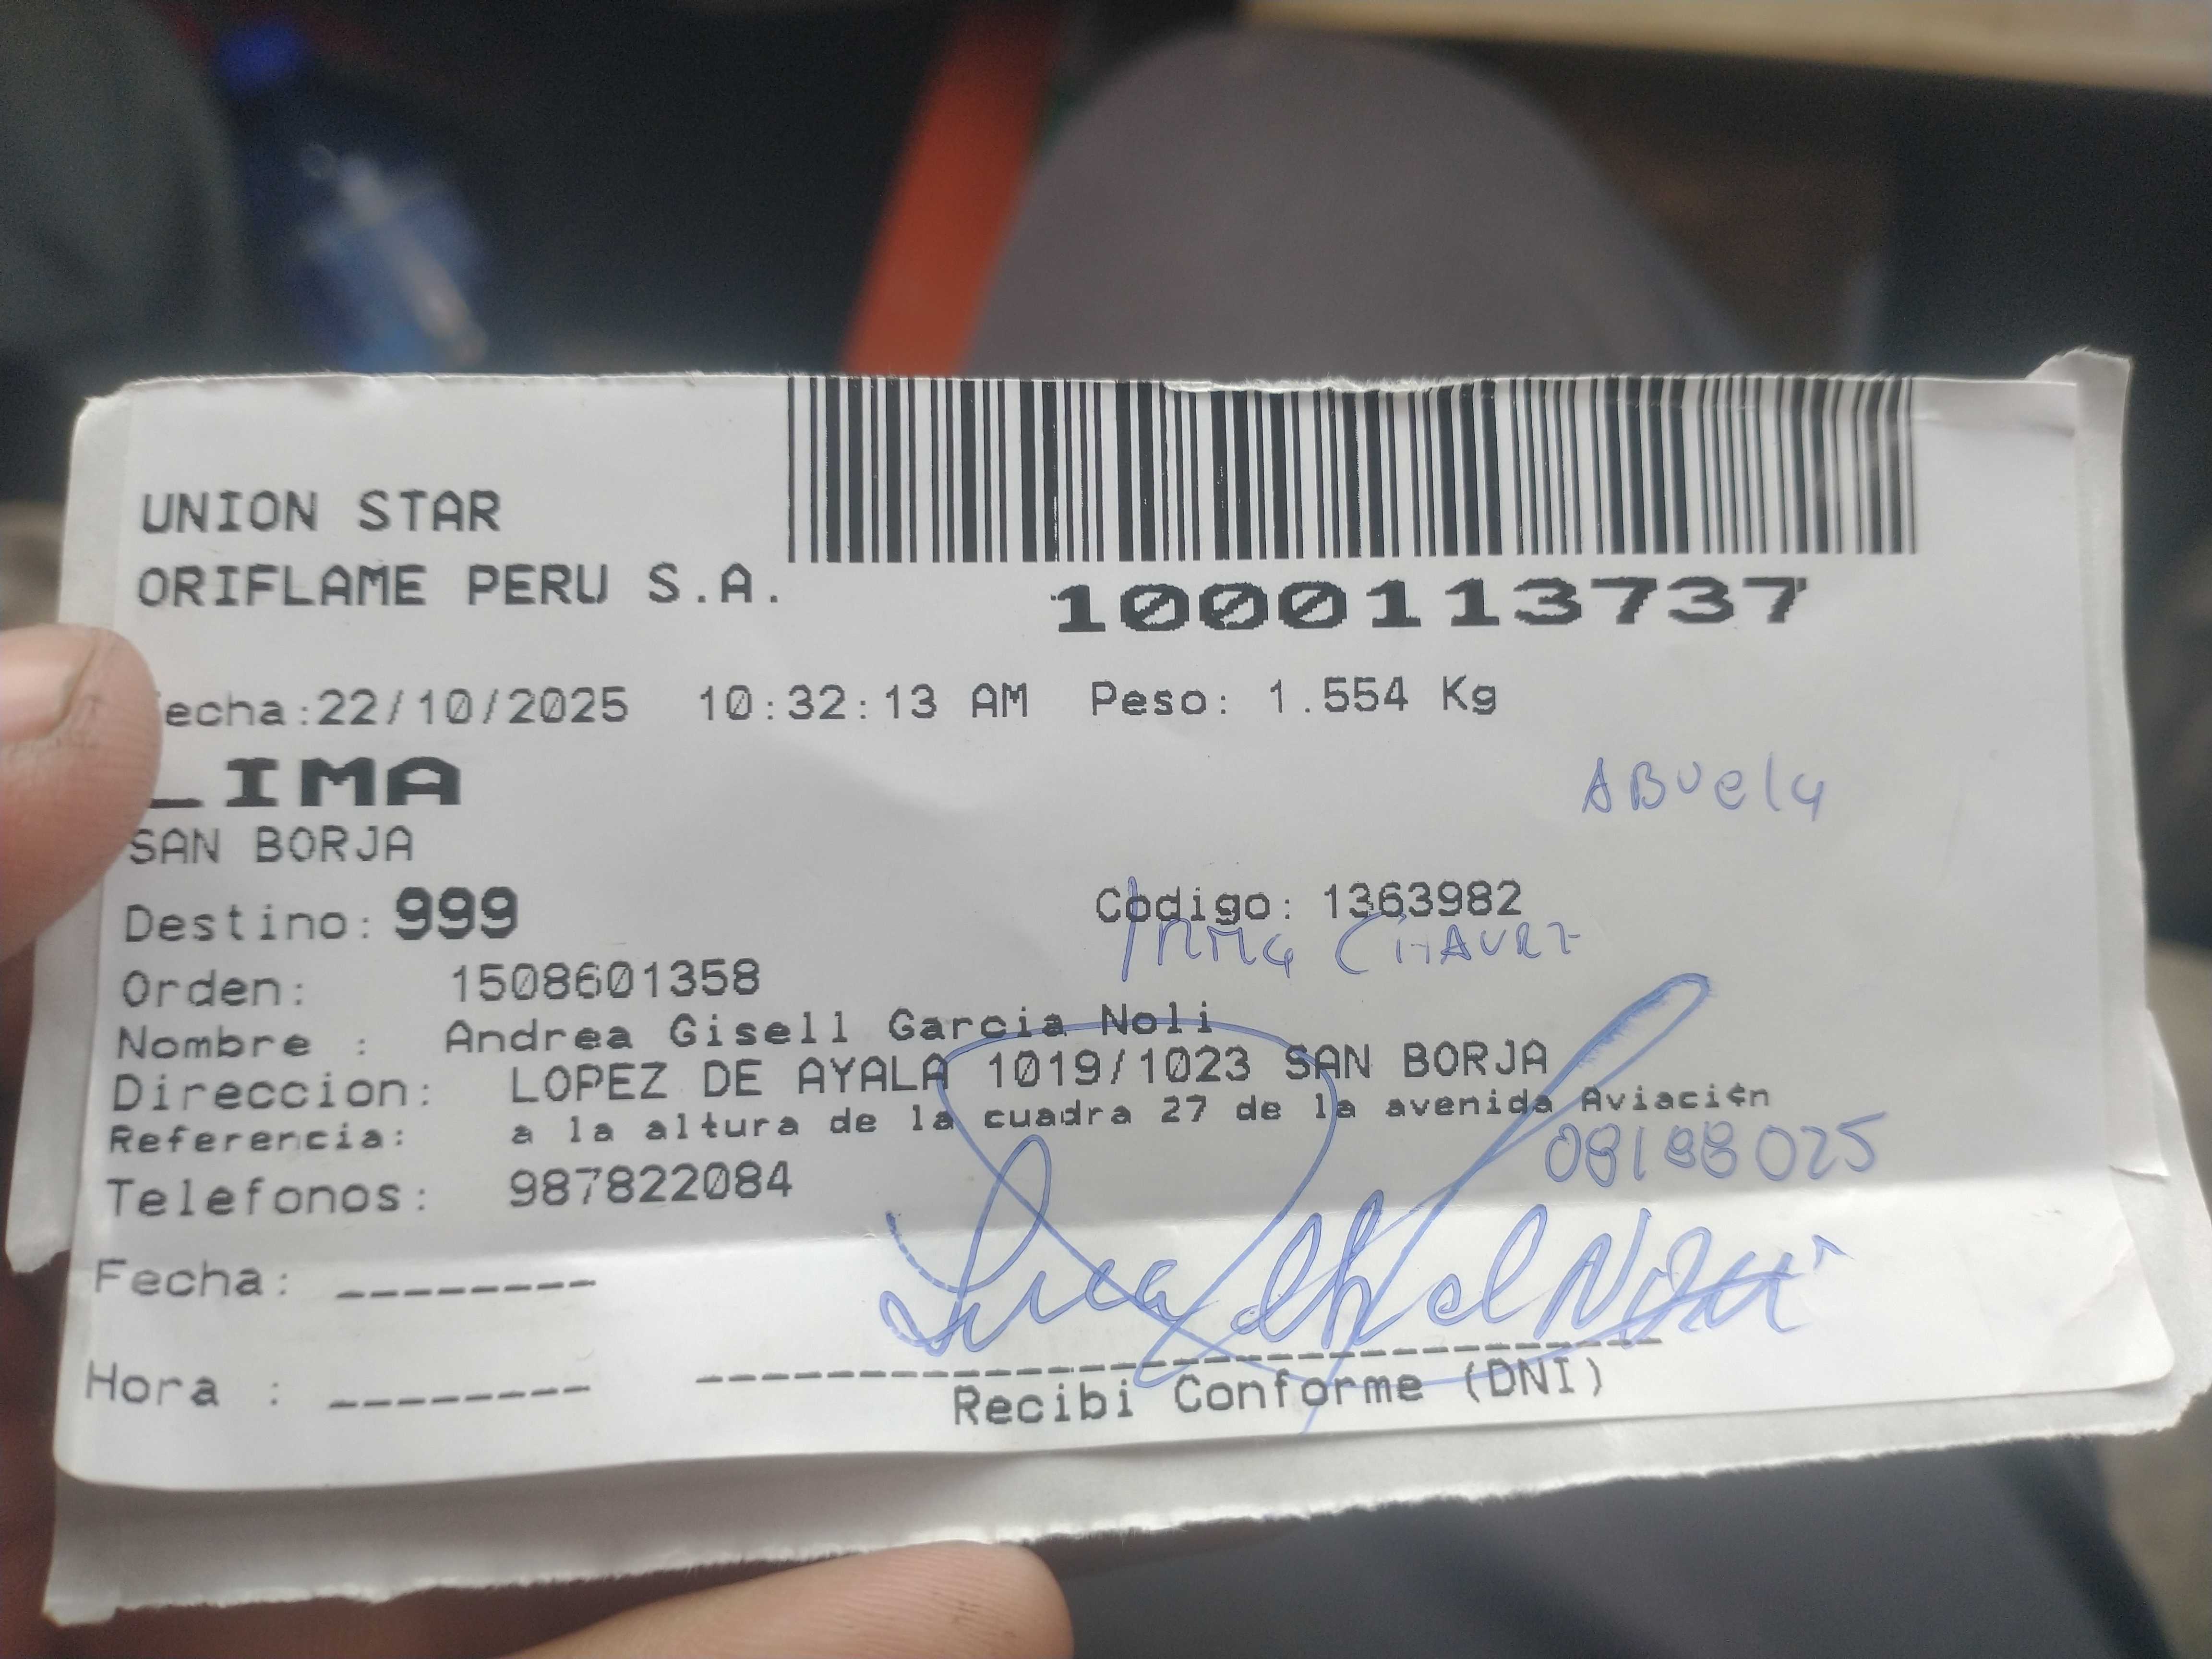 UNION STAR
ORIFLAME PERU S.A.
1000113737
echa:22/10/2025 10:32:13 AM Peso: 1.554 Kg
LIMA
ABuela
SAN BORJA
Destino: 999 Codigo: 1363982
CHAVEZ
Orden: 1508601358
Nombre : Andrea Gisell Garcia Noli
Direccion: LOPEZ DE AYALA 1019/1023 SAN BORJA
Referencia: a la altura de la cuadra 27 de la avenida Aviaci¢n
Telefonos: 987822084
Fecha: --------
Hora : --------
Recibi Conforme (DNI)